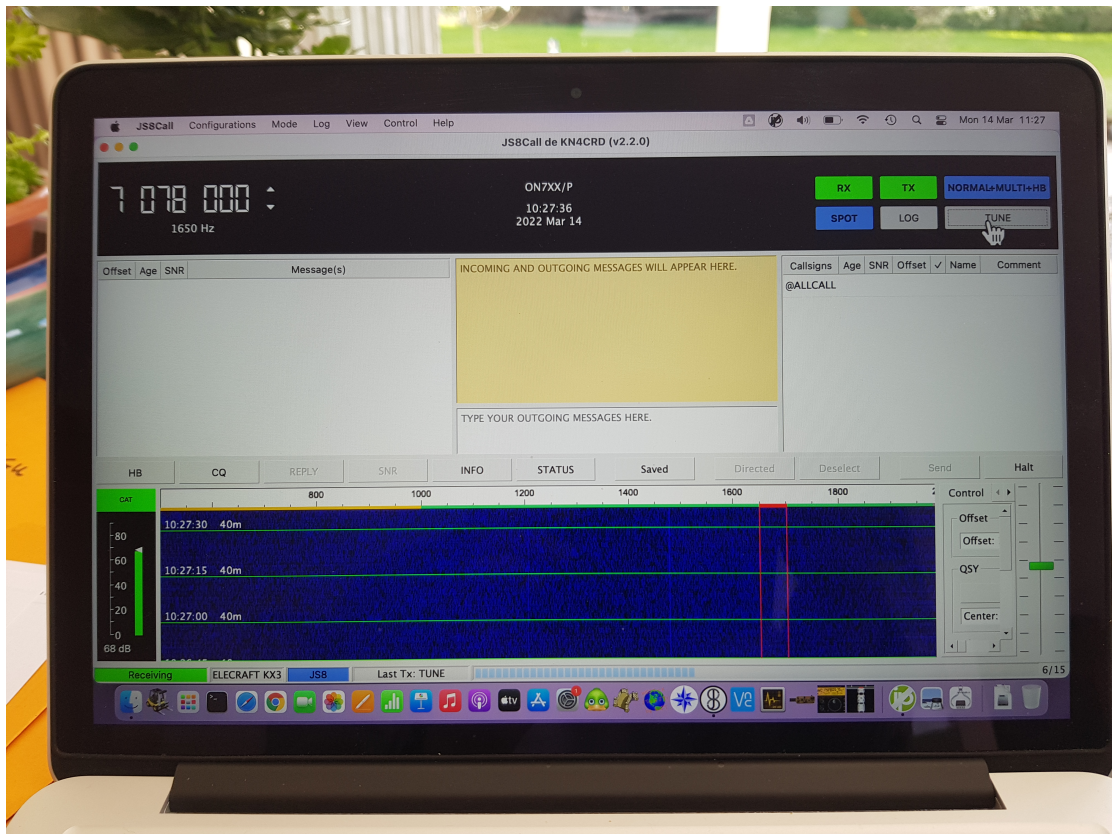 JS8Call Configurations Mode Log View Control Help Mon 14 Mar 11:27
JS8Call de KN4CRD (v2.2.0)
7 078 000
1650 Hz
ON7XX/P
10:27:36
2022 Mar 14
RX TX NORMAL+MULTI+HB
SPOT LOG TUNE
Offset Age SNR Message(s)
INCOMING AND OUTGOING MESSAGES WILL APPEAR HERE.
TYPE YOUR OUTGOING MESSAGES HERE.
Callsigns Age SNR Offset ✓ Name Comment
@ALLCALL
HB CQ REPLY SNR INFO STATUS Saved Directed Deselect Send Halt
CAT
80
60
40
20
0
68 dB
800 1000 1200 1400 1600 1800
10:27:30 40m
10:27:15 40m
10:27:00 40m
Control
Offset
Offset:
QSY
Center:
Receiving ELECRAFT KX3 JS8 Last Tx: TUNE 6/15
tv